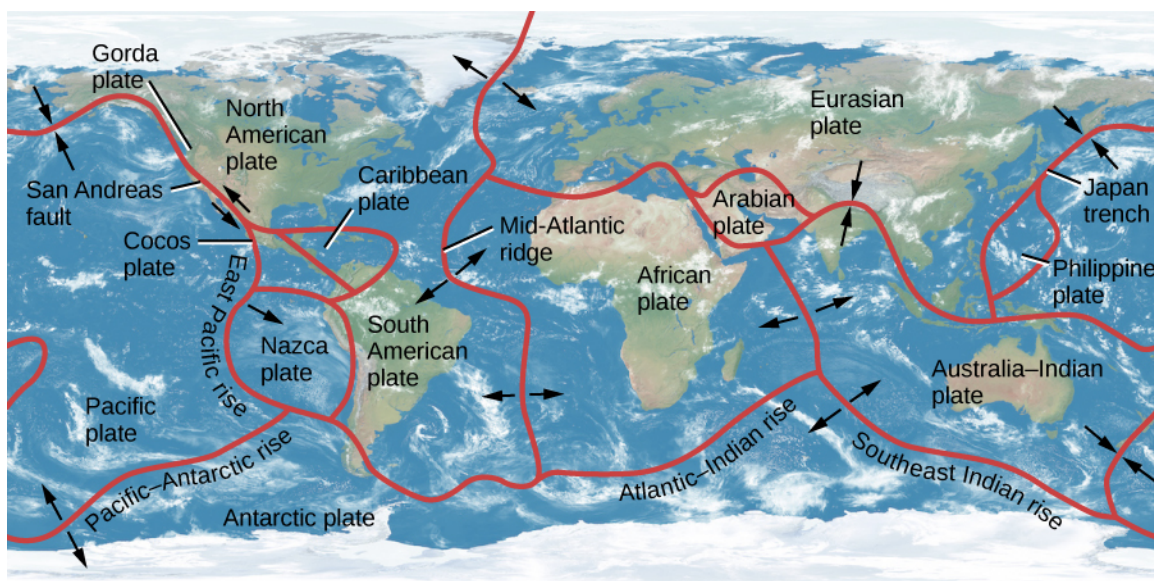 Gorda
plate
North
American
plate
San Andreas
fault
Caribbean
plate
Cocos
plate
East Pacific rise
Nazca
plate
South
American
plate
Pacific
plate
Pacific–Antarctic rise
Antarctic plate
Mid-Atlantic
ridge
African
plate
Arabian
plate
Eurasian
plate
Japan
trench
Philippine
plate
Australia–Indian
plate
Atlantic–Indian rise
Southeast Indian rise